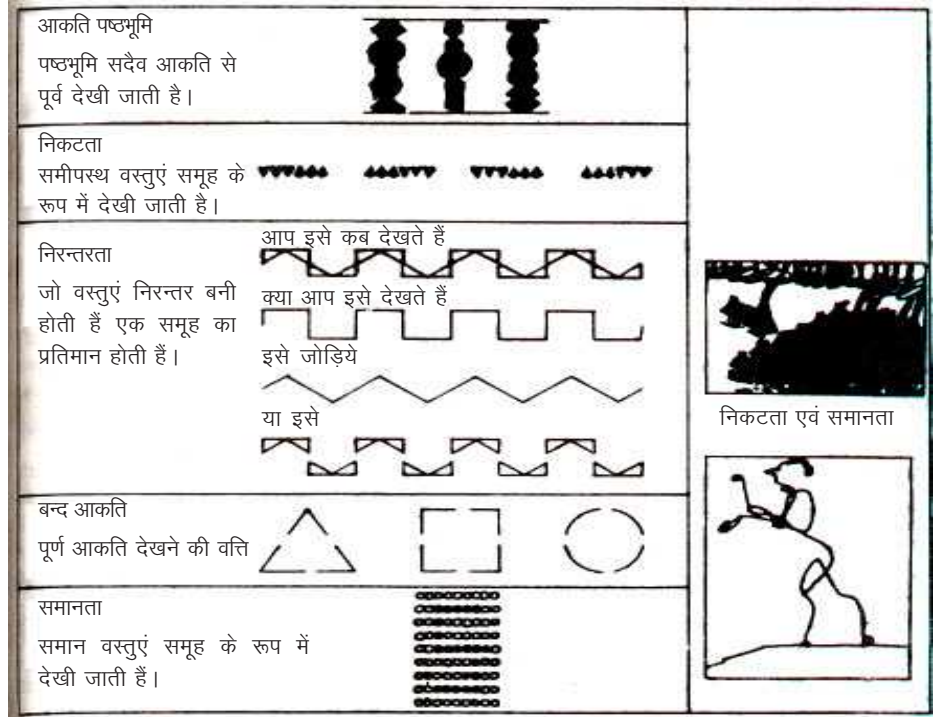 आकति पष्ठभूमि
पष्ठभूमि सदैव आकति से
पूर्व देखी जाती है।
निकटता
समीपस्थ वस्तुएं समूह के
रूप में देखी जाती है।
निरन्तरता
जो वस्तुएं निरन्तर बनी
होती हैं एक समूह का
प्रतिमान होती हैं।
आप इसे कब देखते हैं
क्या आप इसे देखते हैं
इसे जोड़िये
या इसे
बन्द आकति
पूर्ण आकति देखने की वत्ति
समानता
समान वस्तुएं समूह के रूप में
देखी जाती हैं।
निकटता एवं समानता